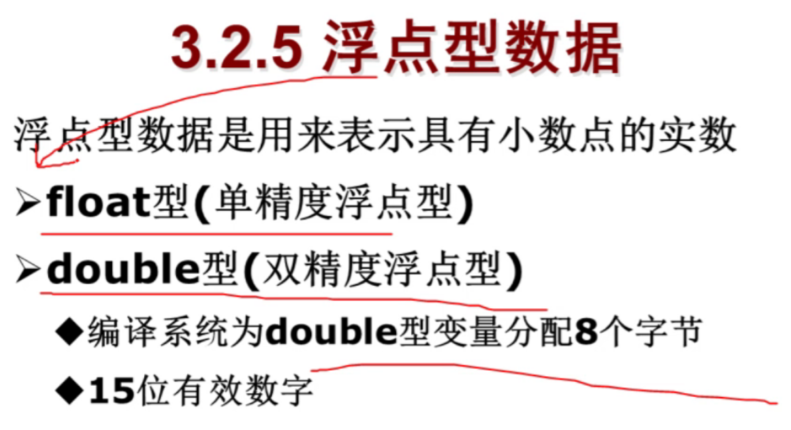 3.2.5 浮点型数据
浮点型数据是用来表示具有小数点的实数
➢float型(单精度浮点型)
➢double型(双精度浮点型)
◆编译系统为double型变量分配8个字节
◆15位有效数字